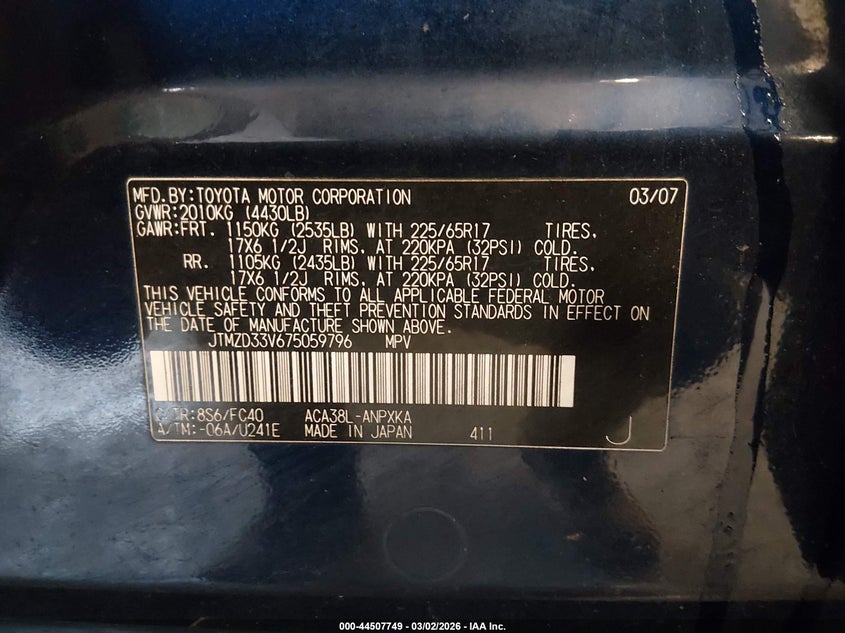 MFD.BY:TOYOTA MOTOR CORPORATION 03/07
GVWR:2010KG (4430LB)
GAWR:FRT. 1150KG (2535LB) WITH 225/65R17 TIRES,
17X6 1/2J RIMS, AT 220KPA (32PSI) COLD.
RR. 1105KG (2435LB) WITH 225/65R17 TIRES,
17X6 1/2J RIMS, AT 220KPA (32PSI) COLD.
THIS VEHICLE CONFORMS TO ALL APPLICABLE FEDERAL MOTOR
VEHICLE SAFETY AND THEFT PREVENTION STANDARDS IN EFFECT ON
THE DATE OF MANUFACTURE SHOWN ABOVE.
JTMZD33V675059796 MPV
C/TR:8S6/FC40 ACA38L-ANPXKA
A/TM:-06A/U241E MADE IN JAPAN 411 J
000-44507749 - 03/02/2026 - IAA Inc.